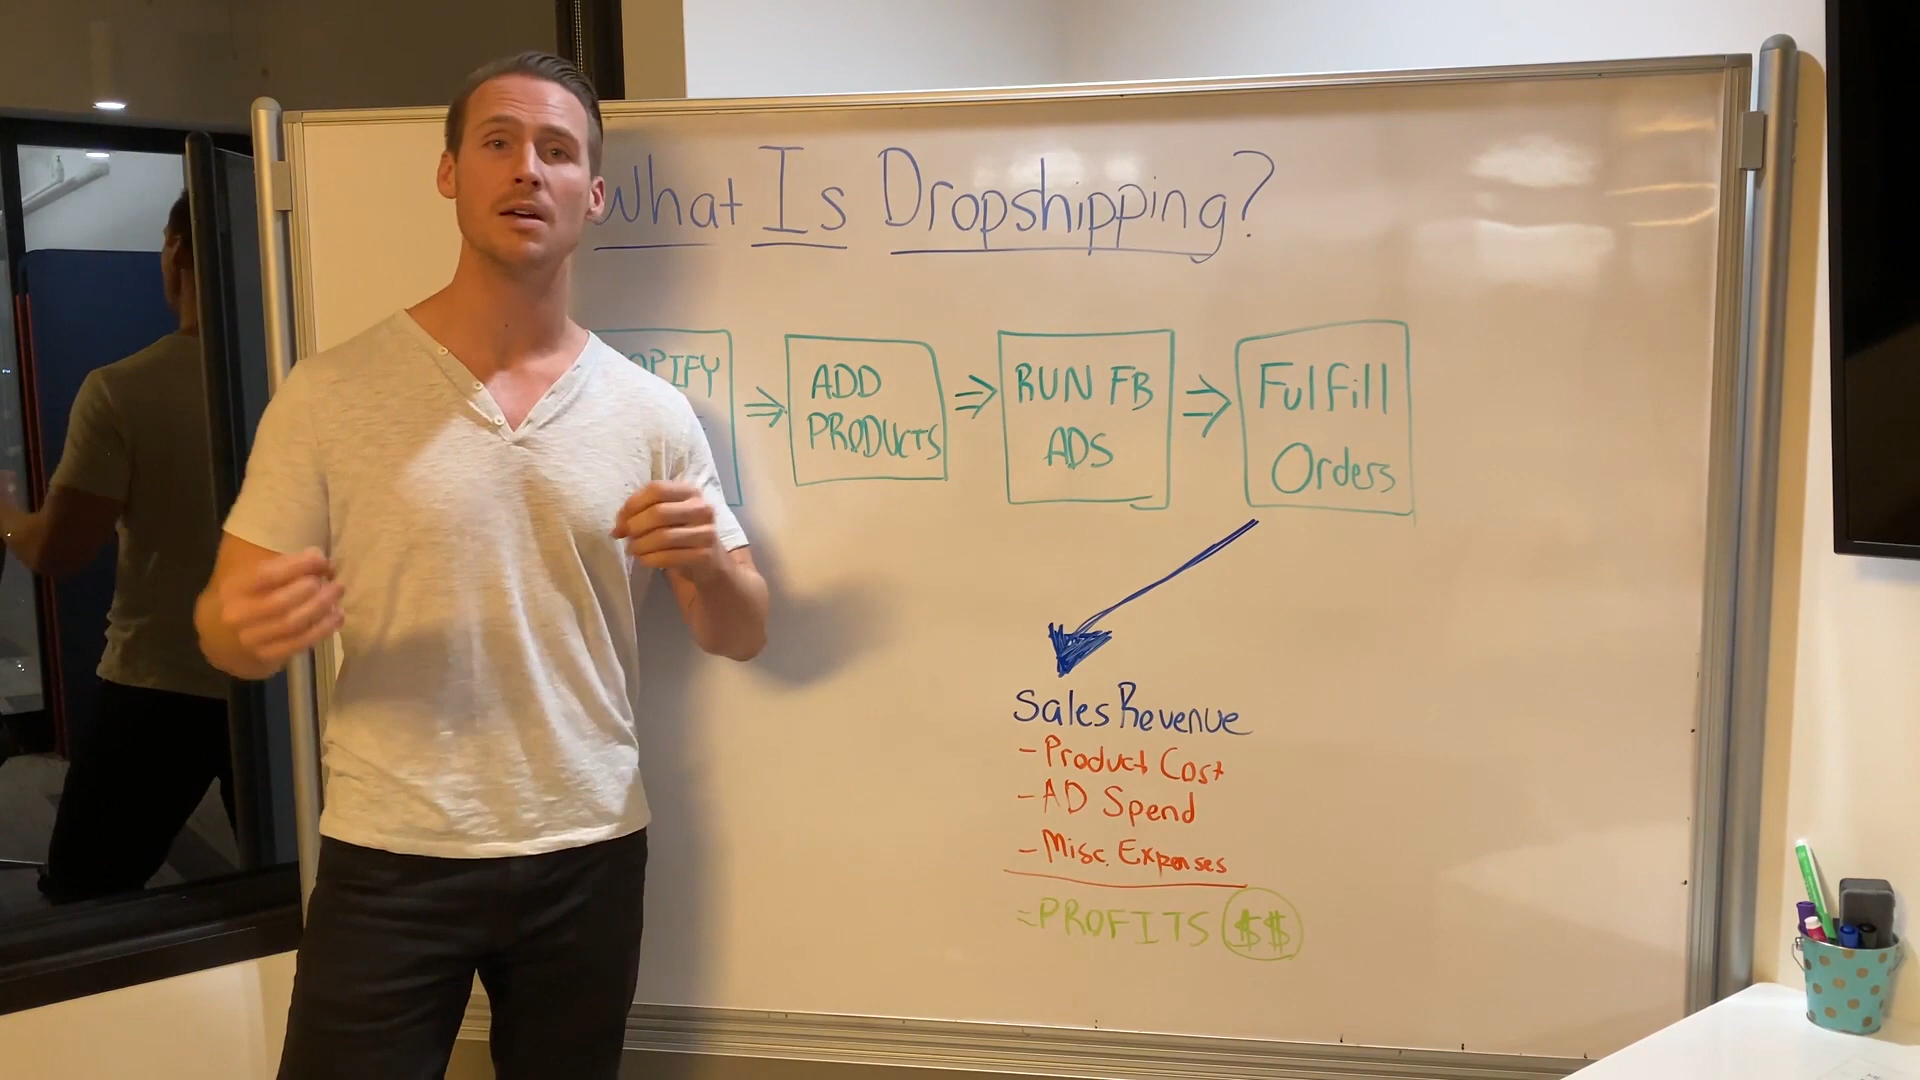 What Is Dropshipping?
ADD
PRODUCTS
RUN FB
ADS
Fulfill
Orders
Sales Revenue
- Product Cost
- AD Spend
- Misc. Expenses
= PROFITS $$